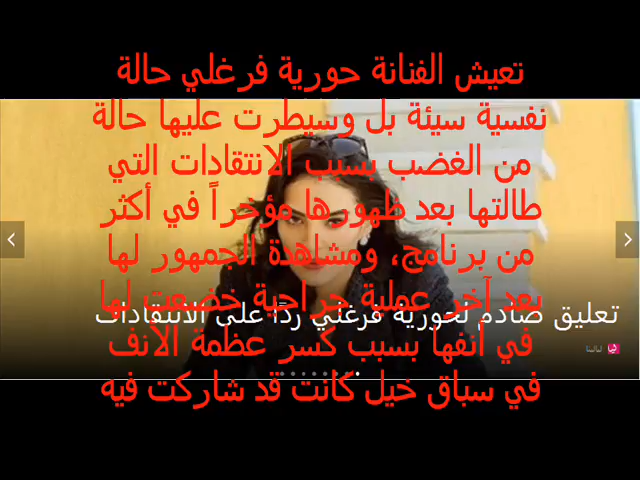 تعيش الفنانة حورية فرغلي حالة
نفسية سيئة بل وسيطرت عليها حالة
من الغضب بسبب الانتقادات التي
طالتها بعد ظهورها مؤخراً في أكثر
من برنامج، ومشاهدة الجمهور لها
بعد آخر عملية جراحية خضعت لها
تعليق صادم لحورية فرغلي ردًا على الانتقادات
في أنفها بسبب كسر عظمة الأنف
في سباق خيل كانت قد شاركت فيه